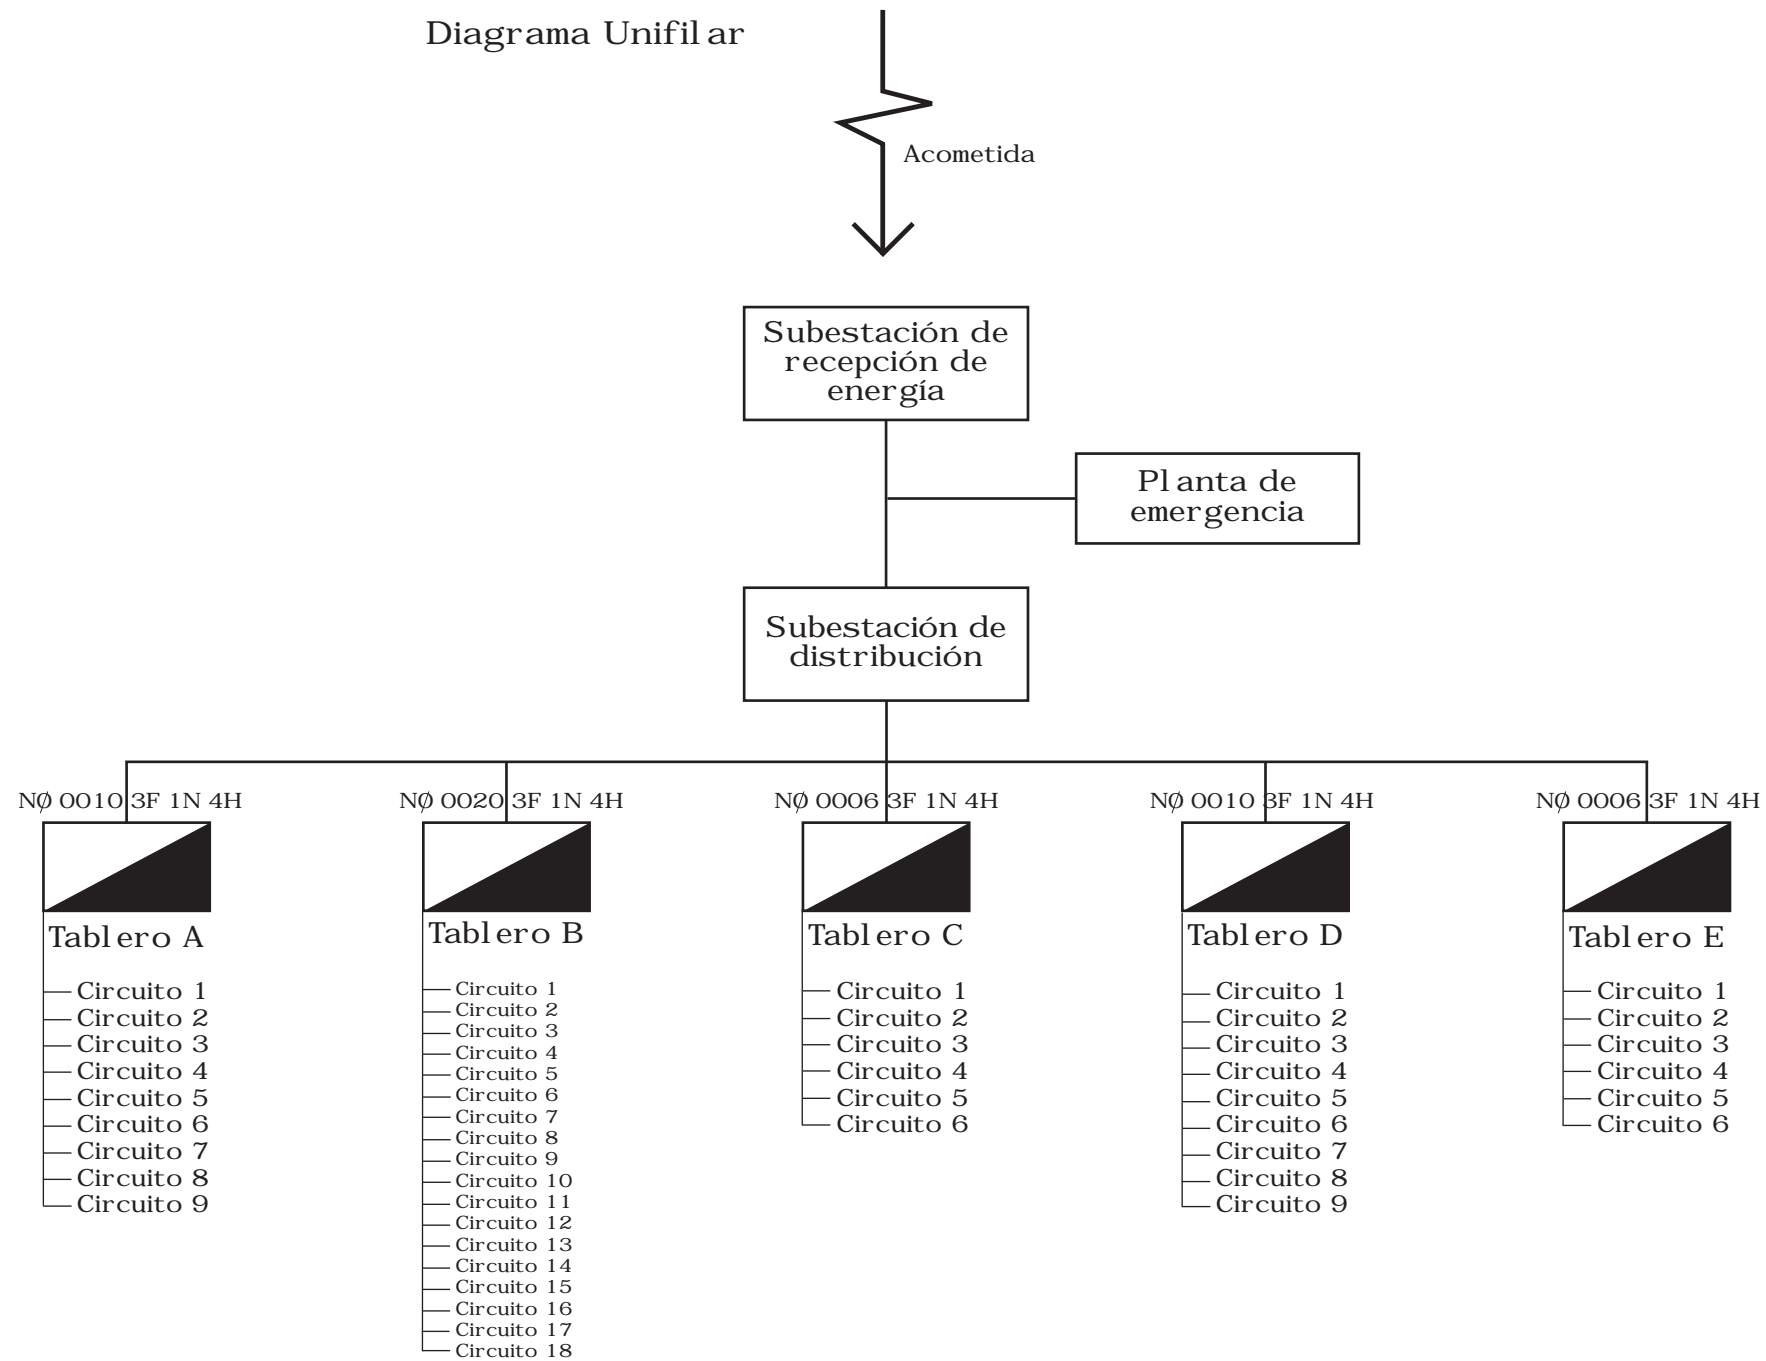 Diagrama Unifilar
Acometida
Subestación de
recepción de
energía
Planta de
emergencia
Subestación de
distribución
NØ 0010 3F 1N 4H
NØ 0020 3F 1N 4H
NØ 0006 3F 1N 4H
NØ 0010 3F 1N 4H
NØ 0006 3F 1N 4H
Tablero A
Circuito 1
Circuito 2
Circuito 3
Circuito 4
Circuito 5
Circuito 6
Circuito 7
Circuito 8
Circuito 9
Tablero B
Circuito 1
Circuito 2
Circuito 3
Circuito 4
Circuito 5
Circuito 6
Circuito 7
Circuito 8
Circuito 9
Circuito 10
Circuito 11
Circuito 12
Circuito 13
Circuito 14
Circuito 15
Circuito 16
Circuito 17
Circuito 18
Tablero C
Circuito 1
Circuito 2
Circuito 3
Circuito 4
Circuito 5
Circuito 6
Tablero D
Circuito 1
Circuito 2
Circuito 3
Circuito 4
Circuito 5
Circuito 6
Circuito 7
Circuito 8
Circuito 9
Tablero E
Circuito 1
Circuito 2
Circuito 3
Circuito 4
Circuito 5
Circuito 6